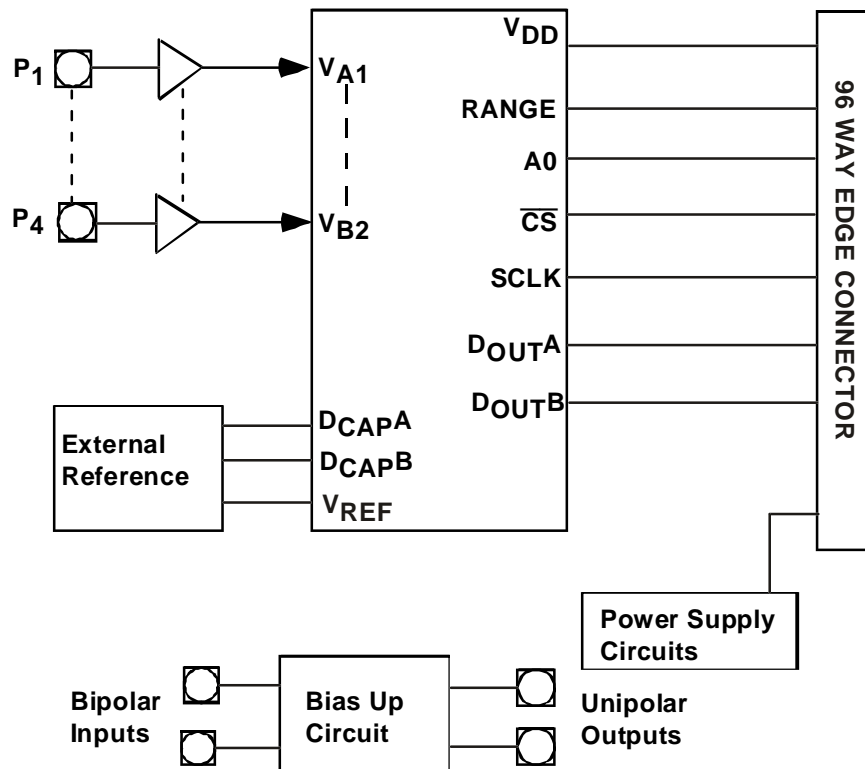 VDD
P1
VA1
RANGE
A0
P4
VB2
CS
SCLK
DOUTA
DOUTB
96 WAY EDGE CONNECTOR
External
Reference
DCAPA
DCAPB
VREF
Power Supply
Circuits
Bipolar
Inputs
Bias Up
Circuit
Unipolar
Outputs